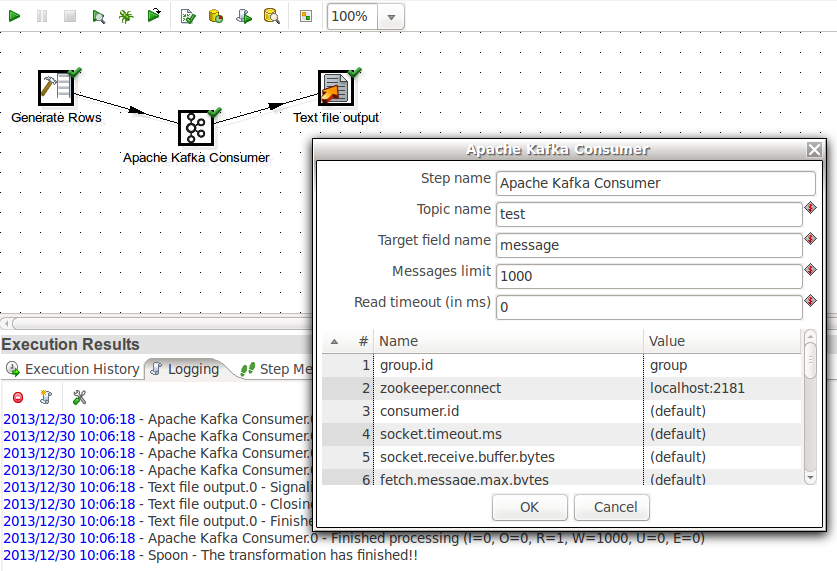 100%
Generate Rows
Text file output
Apache Kafka Consumer
Apache Kafka Consumer
Step name Apache Kafka Consumer
Topic name test
Target field name message
Messages limit 1000
Read timeout (in ms) 0
# Name Value
1 group.id group
2 zookeeper.connect localhost:2181
3 consumer.id (default)
4 socket.timeout.ms (default)
5 socket.receive.buffer.bytes (default)
6 fetch.message.max.bytes (default)
OK Cancel
Execution Results
Execution History Logging Step Me
2013/12/30 10:06:18 - Apache Kafka Consumer.
2013/12/30 10:06:18 - Apache Kafka Consumer.
2013/12/30 10:06:18 - Apache Kafka Consumer.
2013/12/30 10:06:18 - Apache Kafka Consumer.
2013/12/30 10:06:18 - Text file output.0 - Signali
2013/12/30 10:06:18 - Text file output.0 - Closin
2013/12/30 10:06:18 - Text file output.0 - Finishe
2013/12/30 10:06:18 - Apache Kafka Consumer.0 - Finished processing (I=0, O=0, R=1, W=1000, U=0, E=0)
2013/12/30 10:06:18 - Spoon - The transformation has finished!!